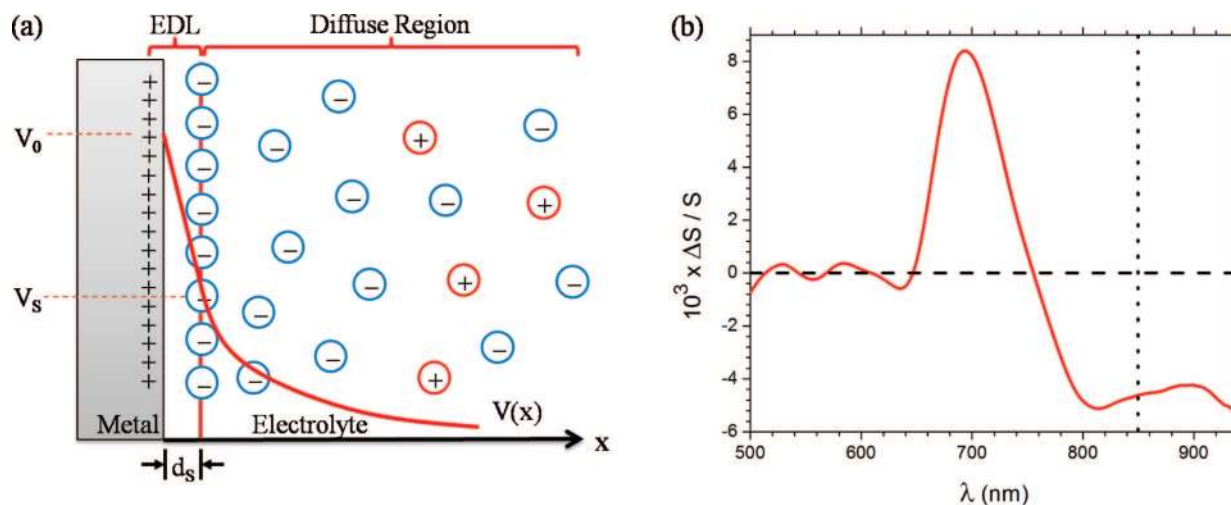 (a)
EDL
Diffuse Region
V₀
Vₛ
V(x)
Metal
Electrolyte
x
dₛ
(b)
10³ x ΔS / S
8
6
4
2
0
-2
-4
-6
500
600
700
800
900
λ (nm)